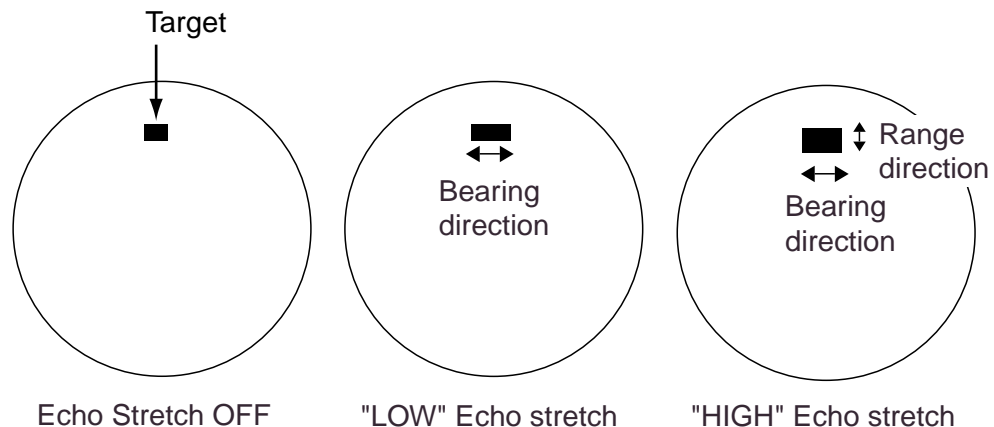 Target
Bearing
direction
Range
direction
Bearing
direction
Echo Stretch OFF
"LOW" Echo stretch
"HIGH" Echo stretch